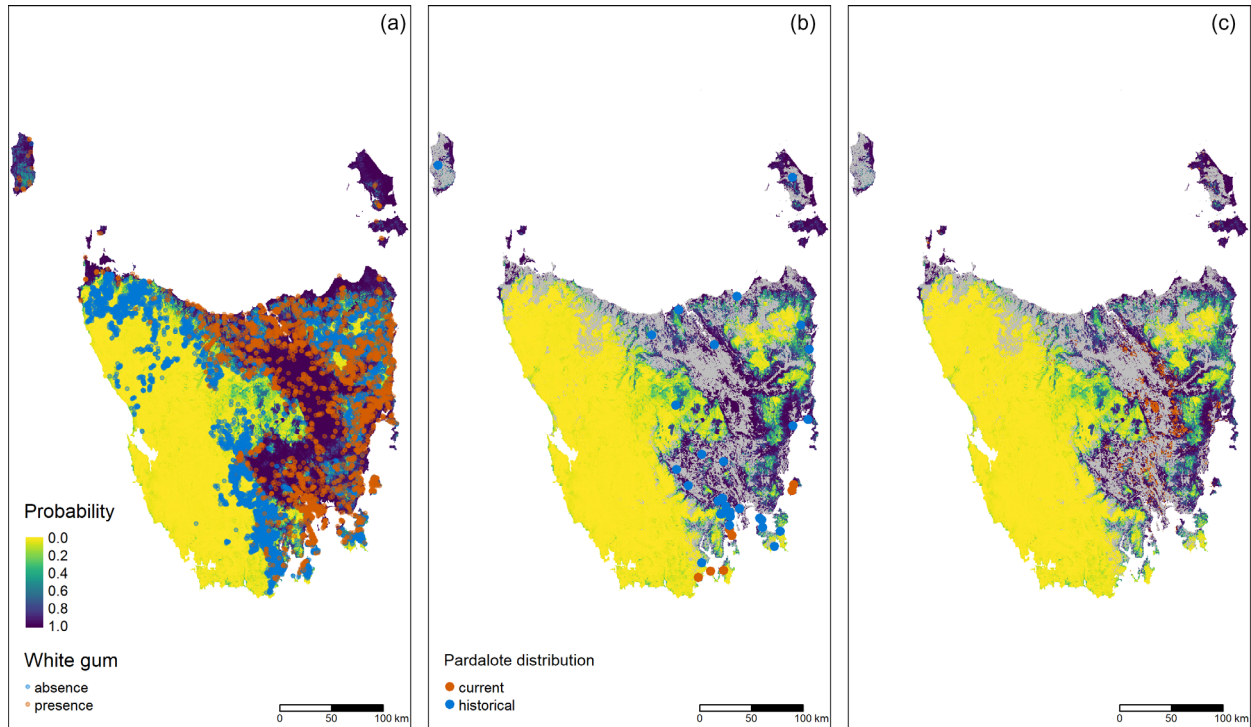 (a)
Probability
0.0
0.2
0.4
0.6
0.8
1.0
White gum
absence
presence
0 50 100 km
(b)
Pardalote distribution
current
historical
0 50 100 km
(c)
0 50 100 km